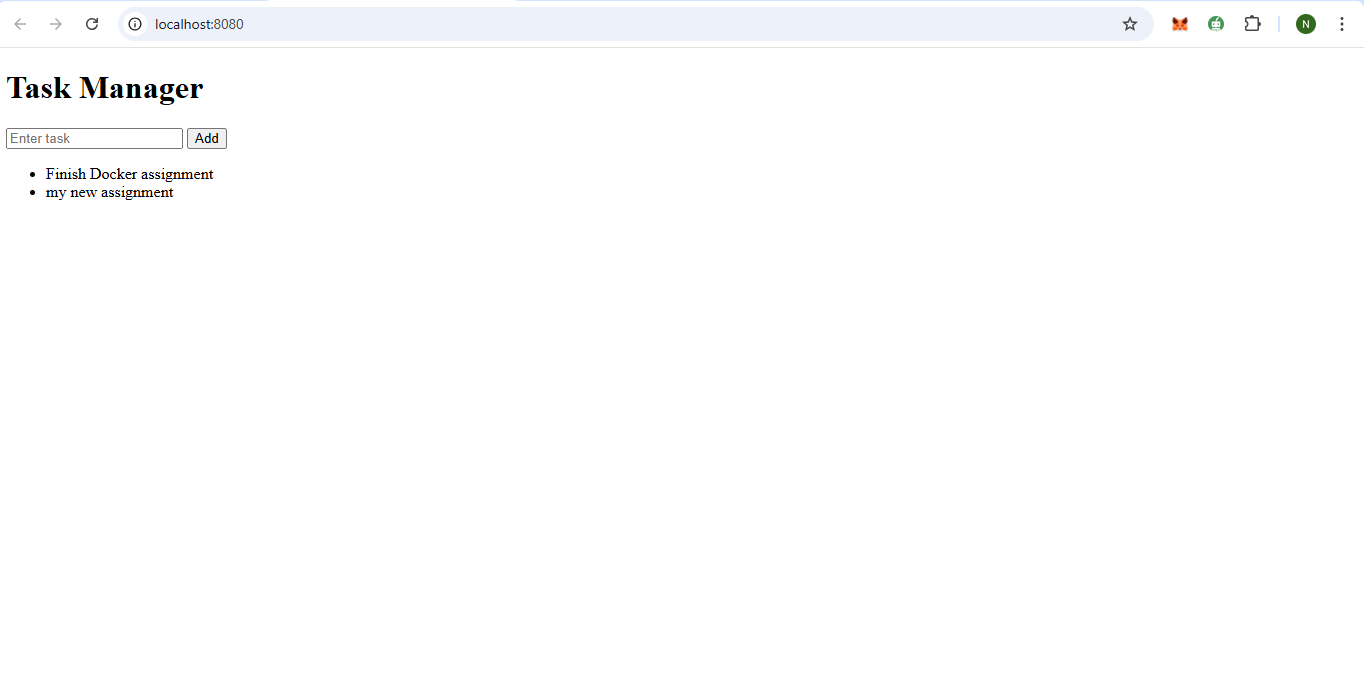 localhost:8080
N
Task Manager
Enter task Add
Finish Docker assignment
my new assignment